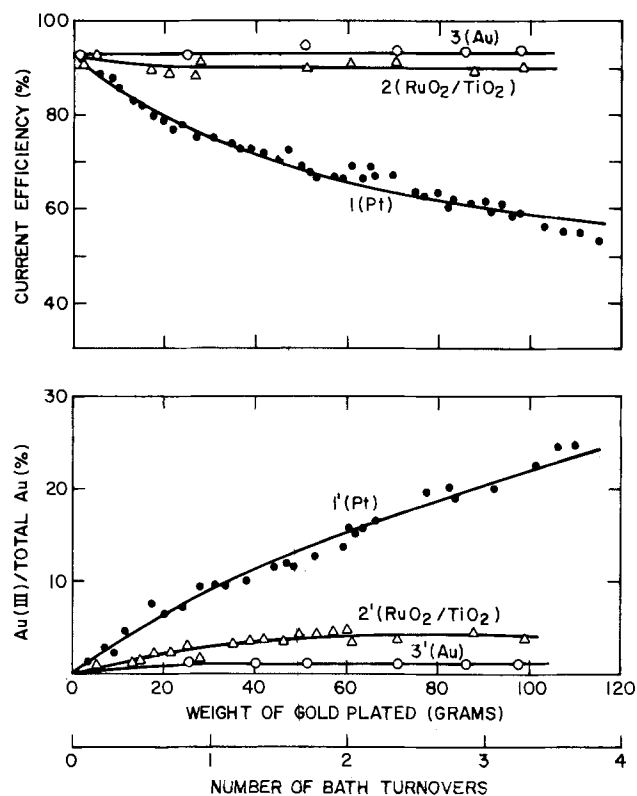 100
80
60
40
CURRENT EFFICIENCY (%)
3(Au)
2(RuO₂/TiO₂)
1(Pt)
30
20
10
0
Au(III)/TOTAL Au(%)
1'(Pt)
2'(RuO₂/TiO₂)
3'(Au)
0 20 40 60 80 100 120
WEIGHT OF GOLD PLATED (GRAMS)
0 1 2 3 4
NUMBER OF BATH TURNOVERS